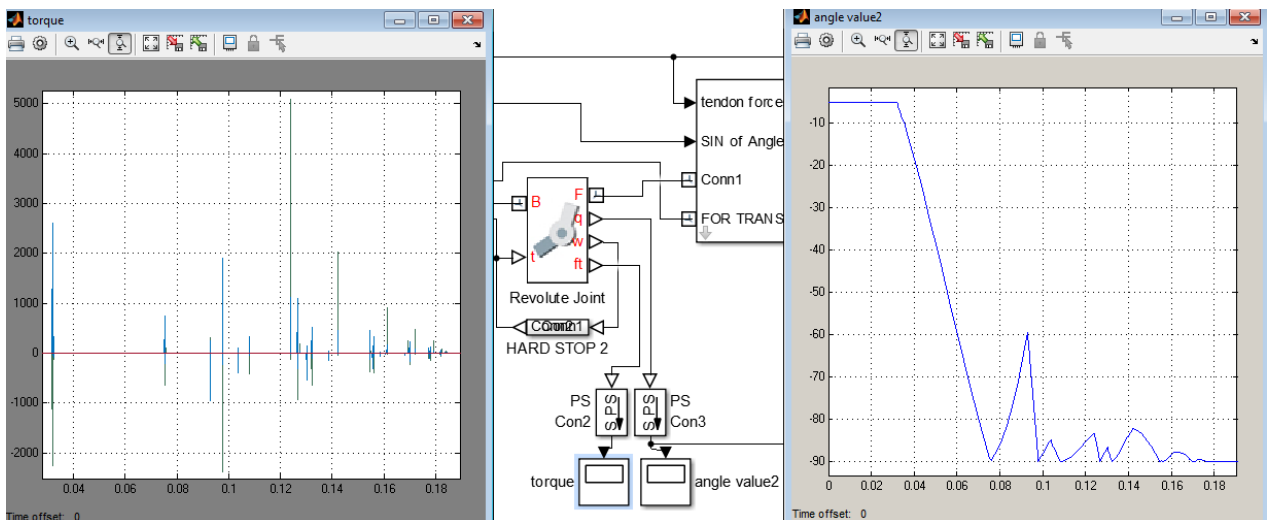 torque
5000
4000
3000
2000
1000
0
-1000
-2000
0.04
0.06
0.08
0.1
0.12
0.14
0.16
0.18
Time offset: 0
tendon force
SIN of Angle
Conn1
FOR TRANS
B
F
q
w
t
ft
Revolute Joint
HARD STOP 2
PS
Con2
S PS
S PS
PS
Con3
torque
angle value2
angle value2
-10
-20
-30
-40
-50
-60
-70
-80
-90
0
0.02
0.04
0.06
0.08
0.1
0.12
0.14
0.16
0.18
Time offset: 0